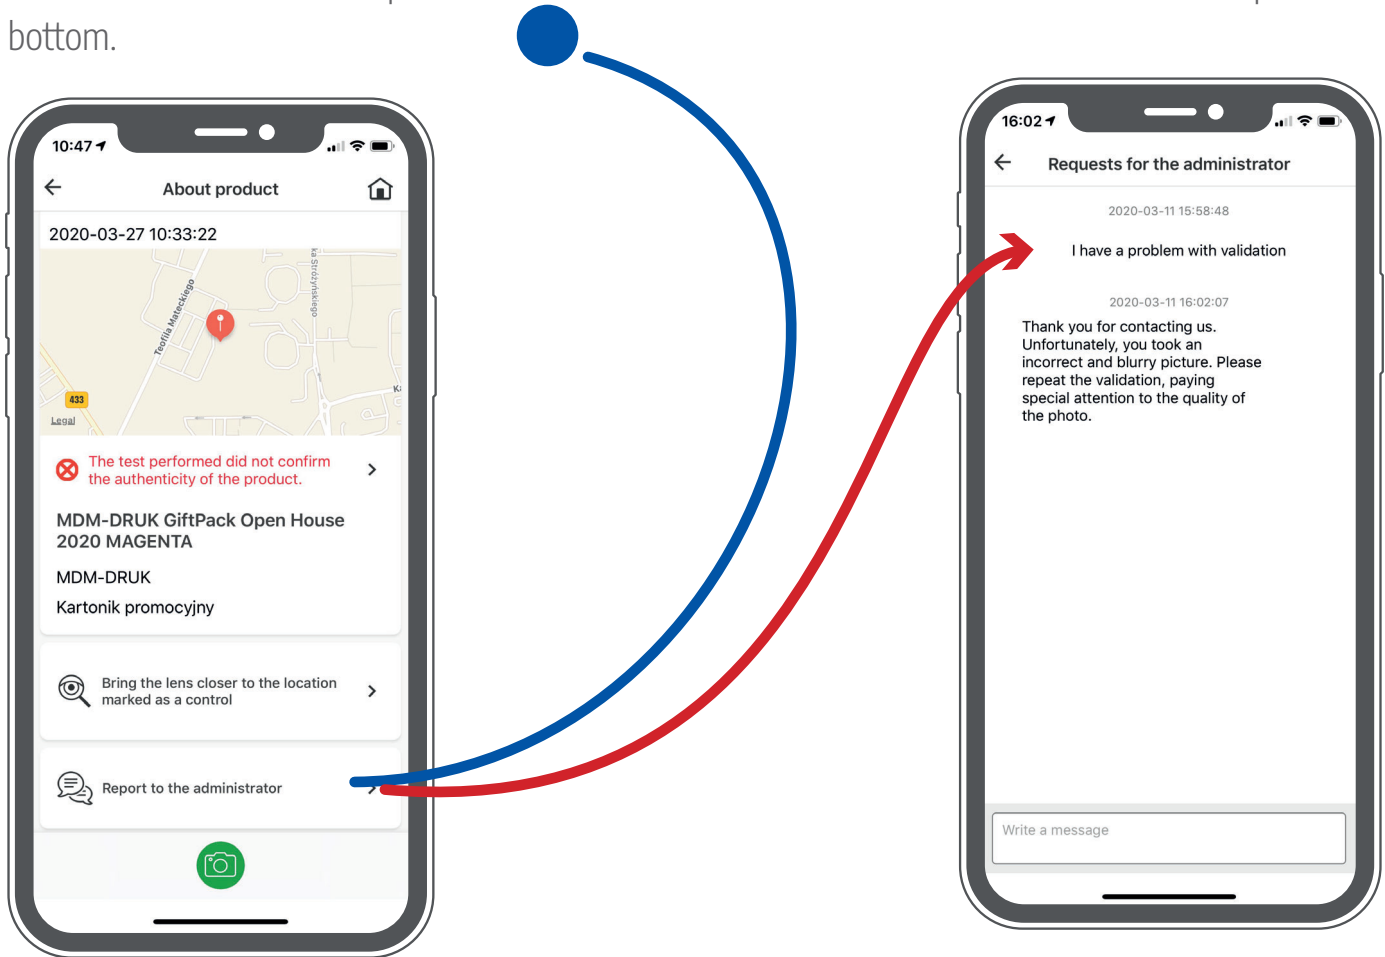 bottom.
10:47
About product
2020-03-27 10:33:22
ka Stróżyńskiego
Teofila Mateckiego
433
Legal
The test performed did not confirm
the authenticity of the product.
MDM-DRUK GiftPack Open House
2020 MAGENTA
MDM-DRUK
Kartonik promocyjny
Bring the lens closer to the location
marked as a control
Report to the administrator
16:02
Requests for the administrator
2020-03-11 15:58:48
I have a problem with validation
2020-03-11 16:02:07
Thank you for contacting us.
Unfortunately, you took an
incorrect and blurry picture. Please
repeat the validation, paying
special attention to the quality of
the photo.
Write a message